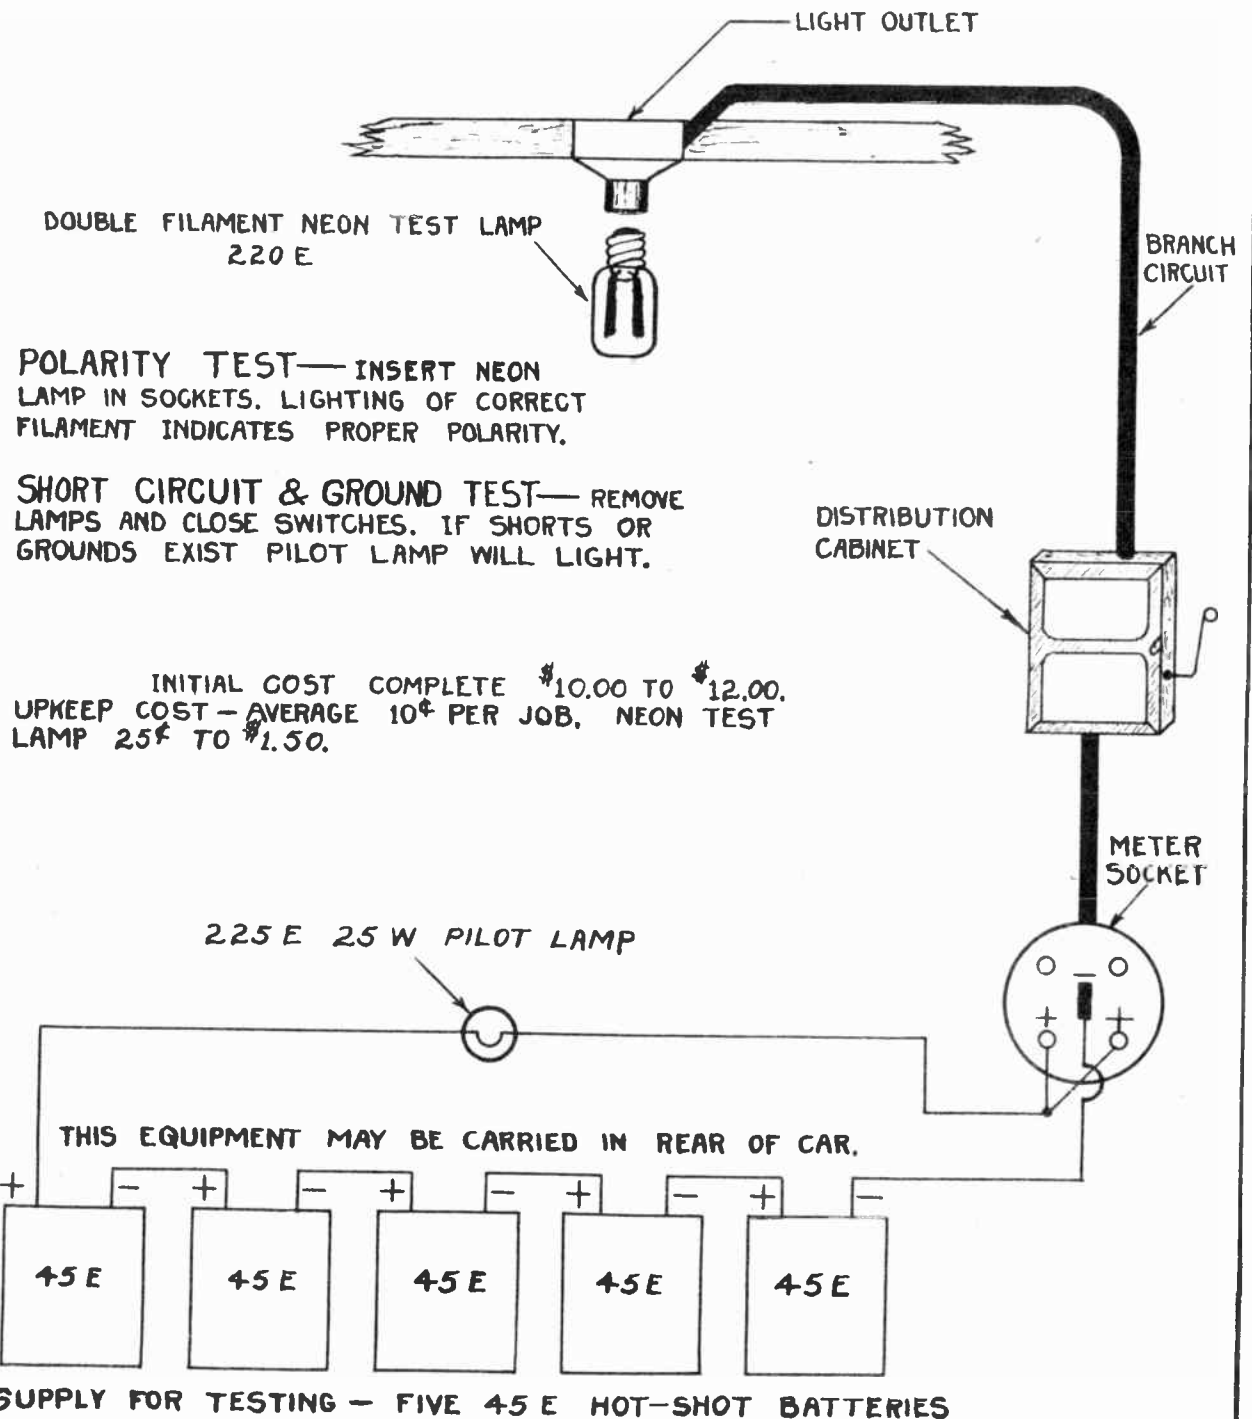 LIGHT OUTLET
DOUBLE FILAMENT NEON TEST LAMP
220 E
BRANCH
CIRCUIT
POLARITY TEST — INSERT NEON
LAMP IN SOCKETS. LIGHTING OF CORRECT
FILAMENT INDICATES PROPER POLARITY.
SHORT CIRCUIT & GROUND TEST — REMOVE
LAMPS AND CLOSE SWITCHES. IF SHORTS OR
GROUNDS EXIST PILOT LAMP WILL LIGHT.
DISTRIBUTION
CABINET
INITIAL COST COMPLETE $10.00 TO $12.00.
UPKEEP COST — AVERAGE 10¢ PER JOB. NEON TEST
LAMP 25¢ TO $1.50.
METER
SOCKET
225 E 25 W PILOT LAMP
−
+ +
THIS EQUIPMENT MAY BE CARRIED IN REAR OF CAR.
+ − + − + − + − + −
45 E 45 E 45 E 45 E 45 E
SUPPLY FOR TESTING — FIVE 45 E HOT-SHOT BATTERIES